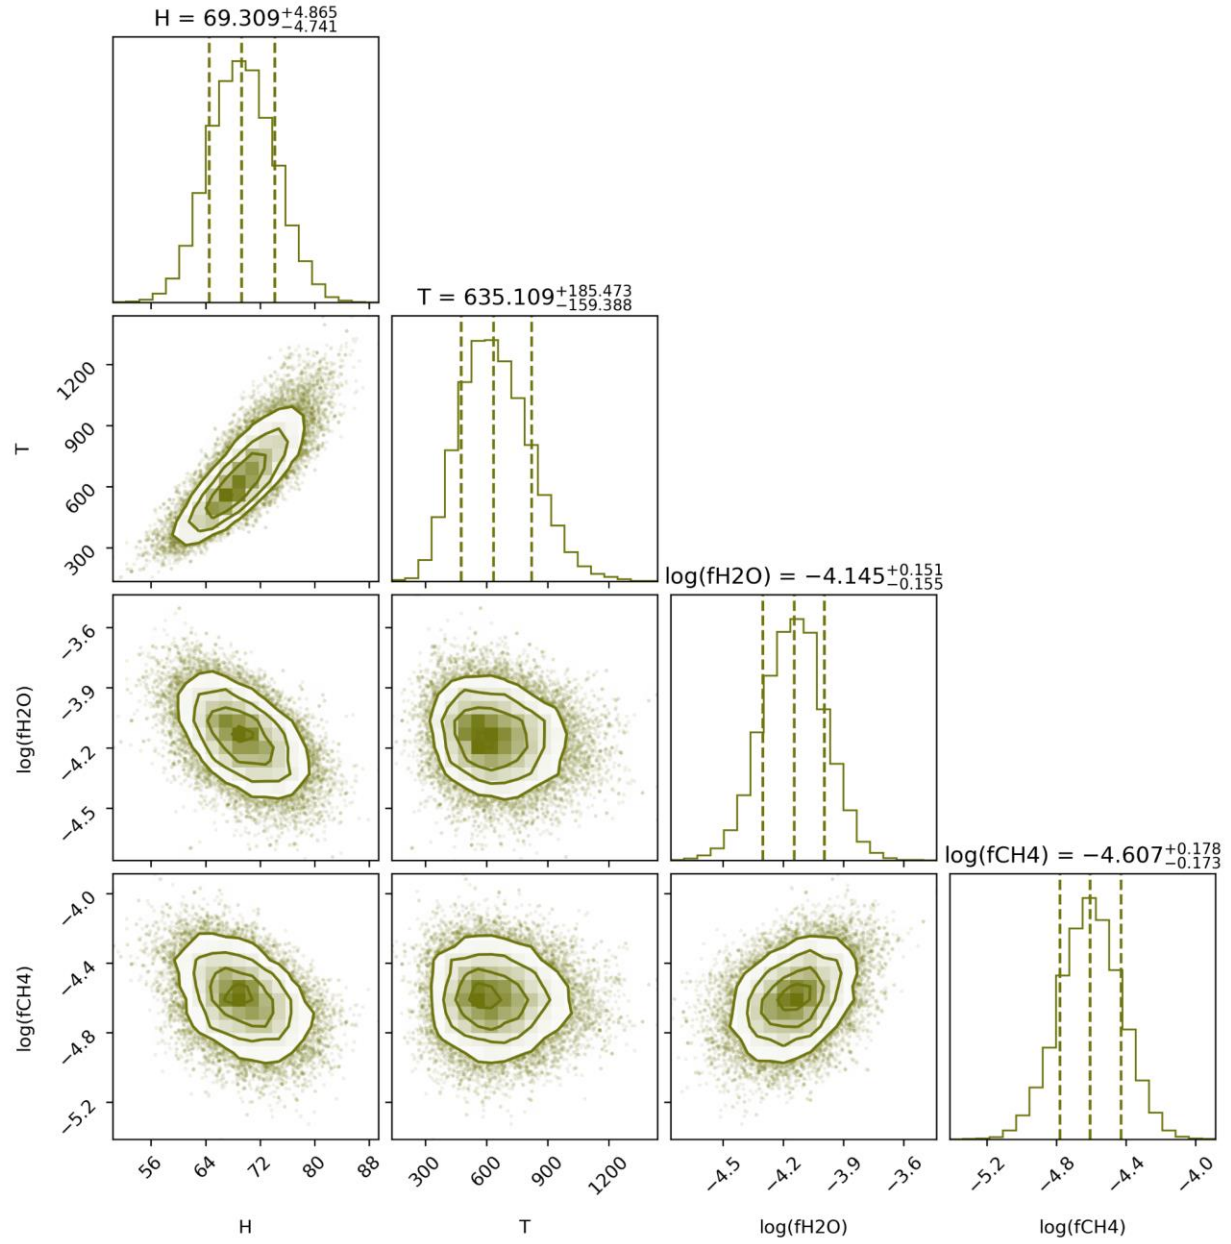 H = 69.309+4.865−4.741
T = 635.109+185.473−159.388
log(fH2O) = −4.145+0.151−0.155
log(fCH4) = −4.607+0.178−0.173
T
1200
900
600
300
log(fH2O)
−3.6
−3.9
−4.2
−4.5
log(fCH4)
−4.0
−4.4
−4.8
−5.2
56 64 72 80 88
300 600 900 1200
−4.5 −4.2 −3.9 −3.6
−5.2 −4.8 −4.4 −4.0
H
T
log(fH2O)
log(fCH4)